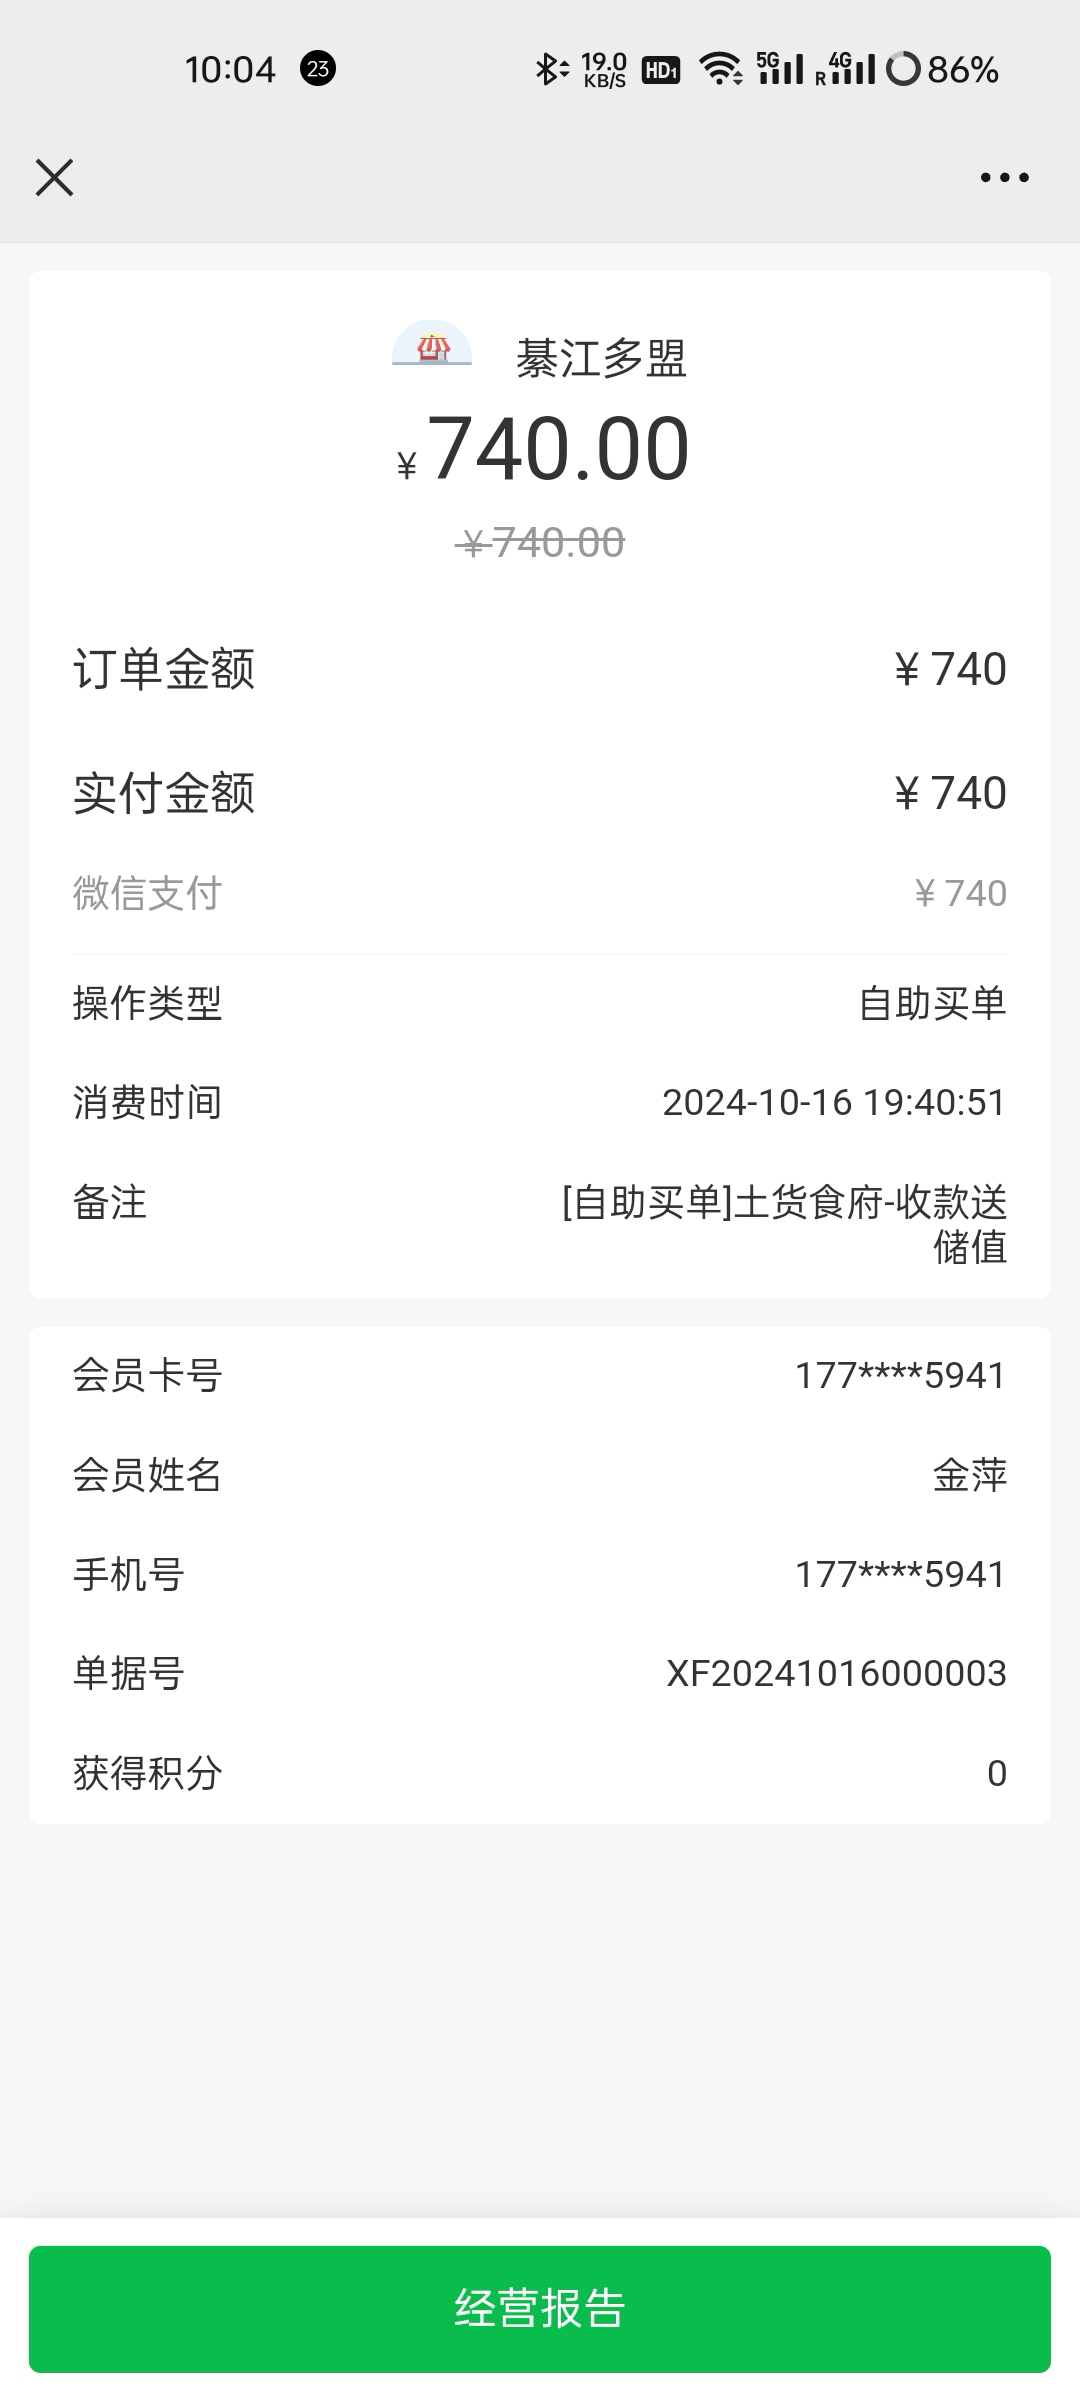 10:04 23 19.0 KB/S HD1 5G R 4G 86%
綦江多盟
¥740.00
¥740.00
订单金额 ¥ 740
实付金额 ¥ 740
微信支付 ¥ 740
操作类型 自助买单
消费时间 2024-10-16 19:40:51
备注 [自助买单]土货食府-收款送
储值
会员卡号 177****5941
会员姓名 金萍
手机号 177****5941
单据号 XF20241016000003
获得积分 0
经营报告